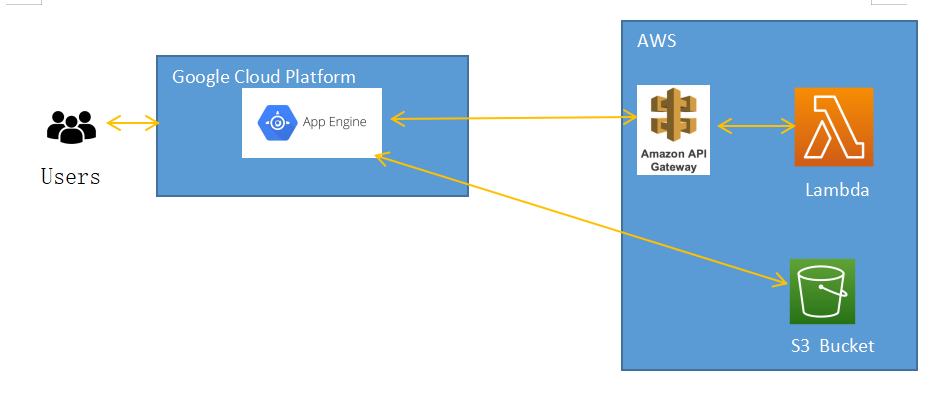 Google Cloud Platform
App Engine
Users
AWS
Amazon API
Gateway
Lambda
S3 Bucket